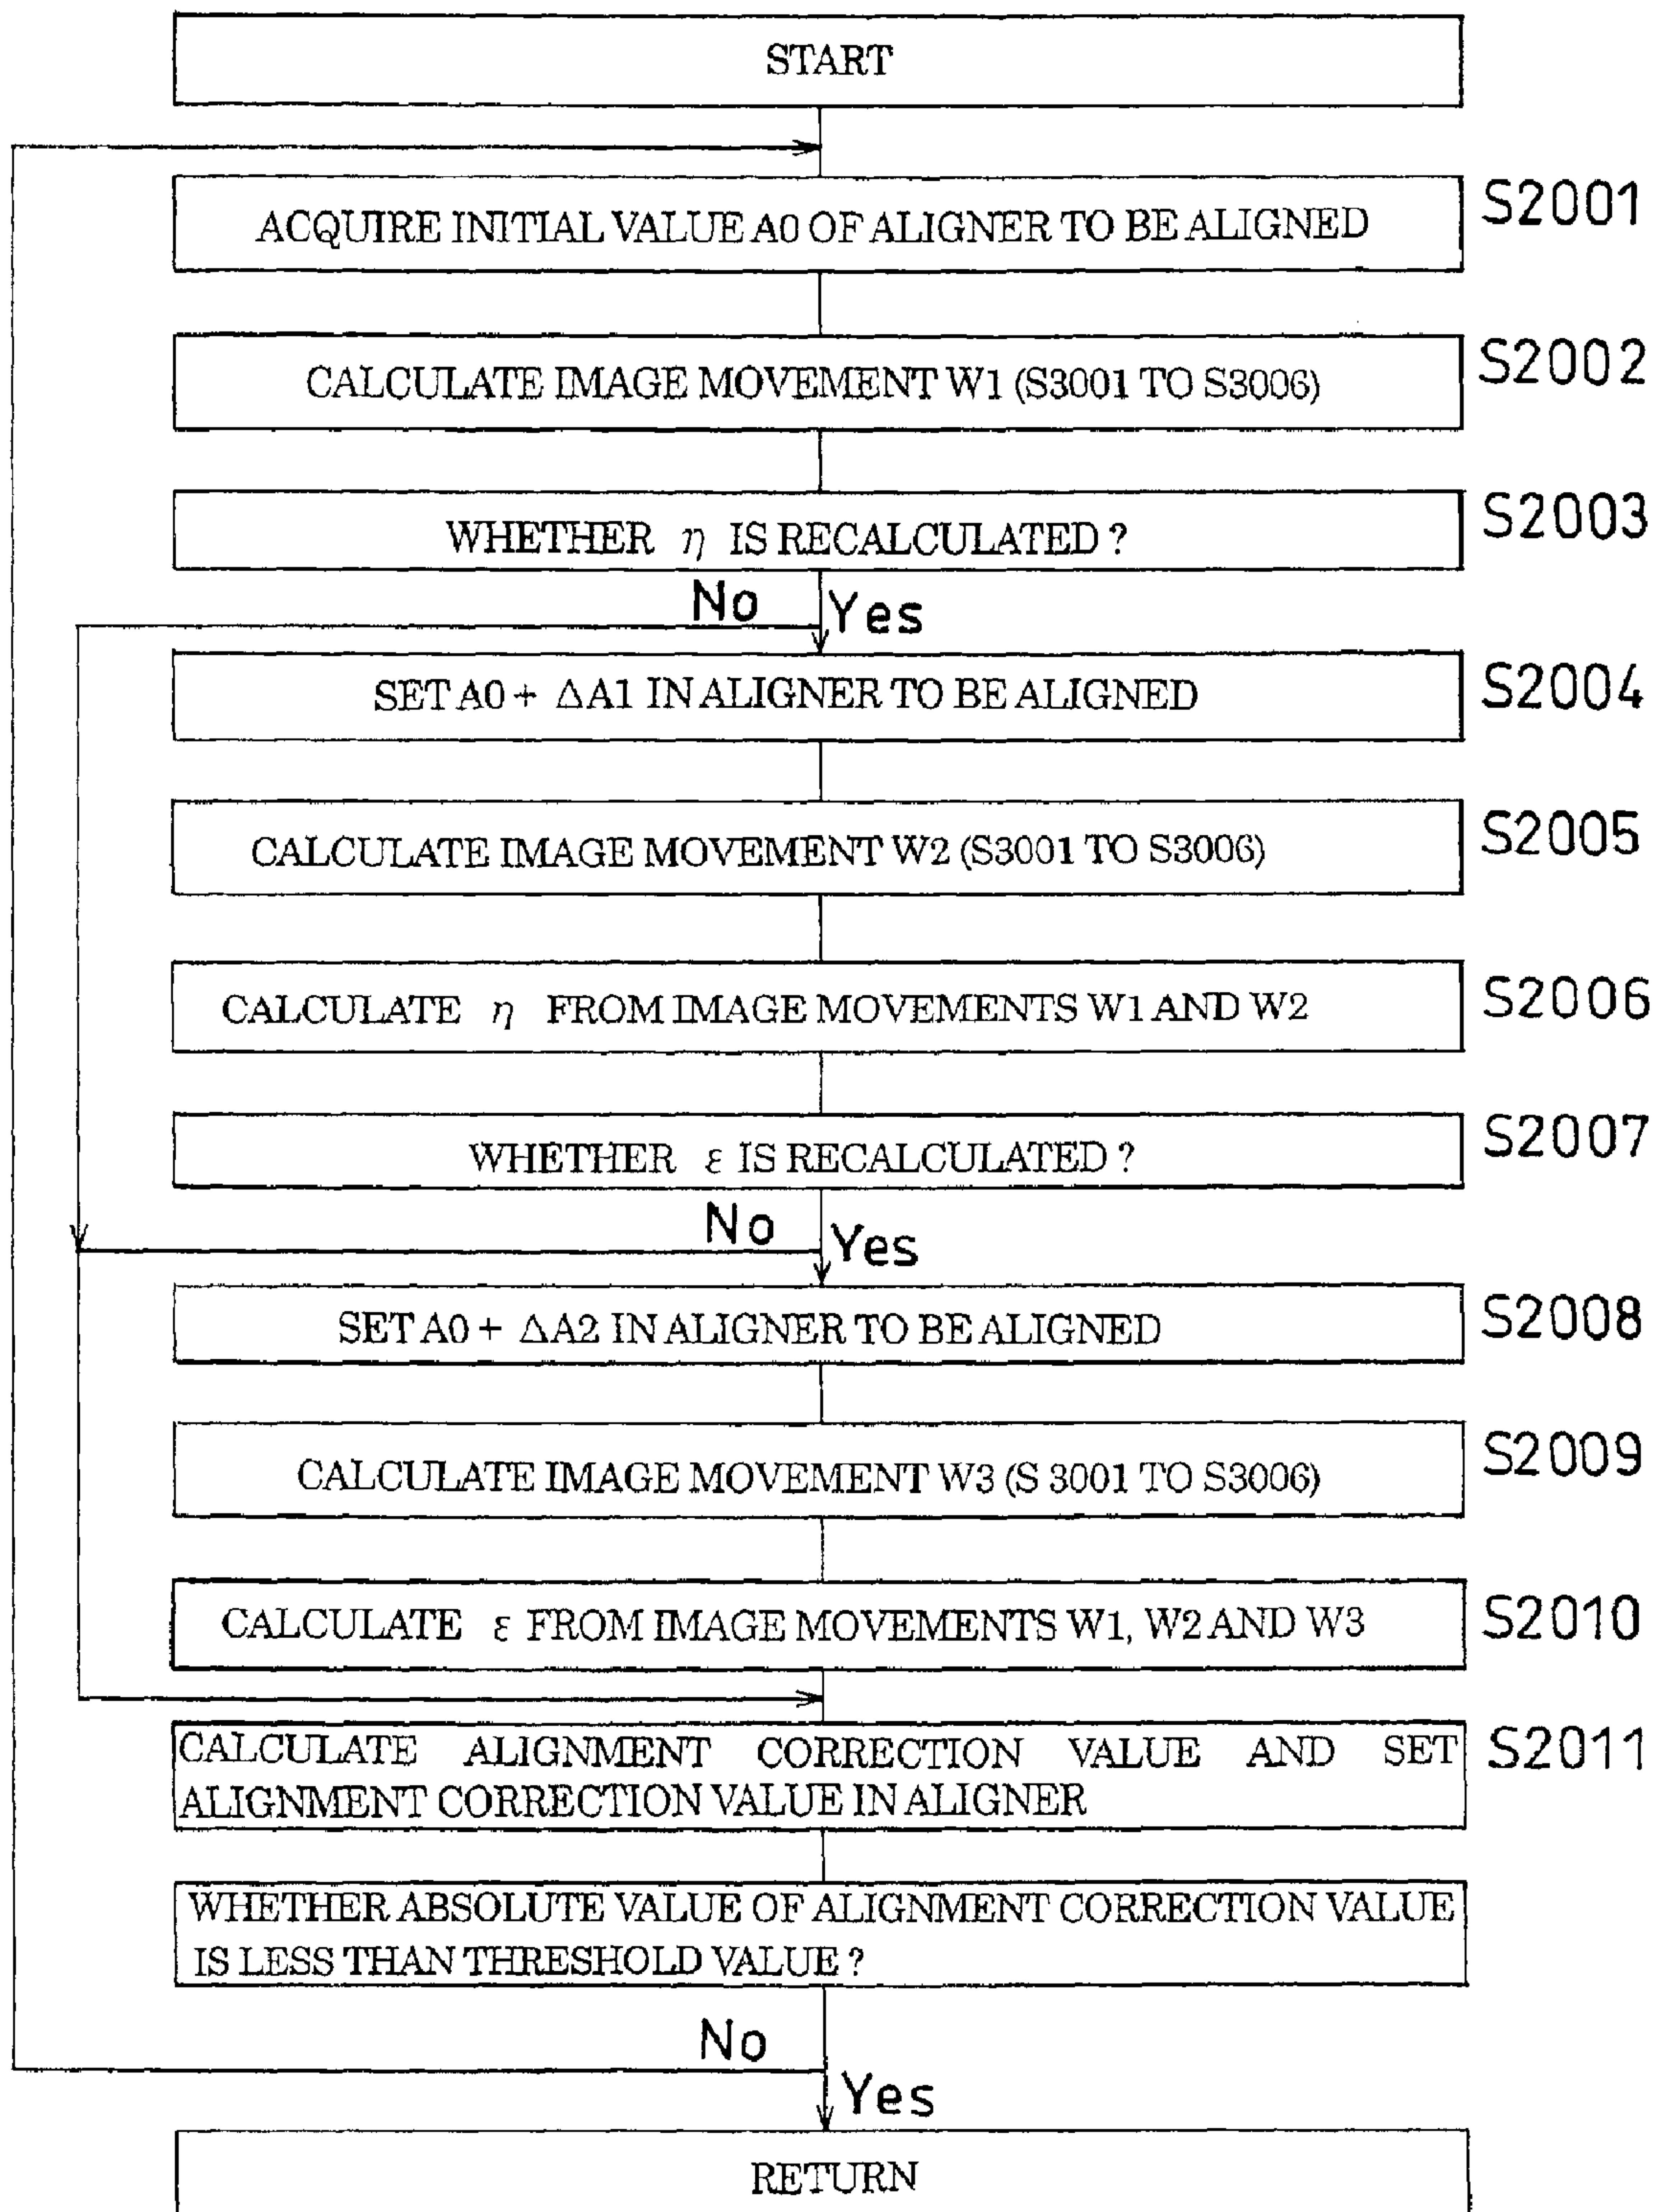 START
ACQUIRE INITIAL VALUE A0 OF ALIGNER TO BE ALIGNED
S2001
CALCULATE IMAGE MOVEMENT W1 (S3001 TO S3006)
S2002
WHETHER η IS RECALCULATED ?
S2003
No
Yes
SET A0 + ΔA1 IN ALIGNER TO BE ALIGNED
S2004
CALCULATE IMAGE MOVEMENT W2 (S3001 TO S3006)
S2005
CALCULATE η FROM IMAGE MOVEMENTS W1 AND W2
S2006
WHETHER ε IS RECALCULATED ?
S2007
No
Yes
SET A0 + ΔA2 IN ALIGNER TO BE ALIGNED
S2008
CALCULATE IMAGE MOVEMENT W3 (S 3001 TO S3006)
S2009
CALCULATE ε FROM IMAGE MOVEMENTS W1, W2 AND W3
S2010
CALCULATE ALIGNMENT CORRECTION VALUE AND SET
ALIGNMENT CORRECTION VALUE IN ALIGNER
S2011
WHETHER ABSOLUTE VALUE OF ALIGNMENT CORRECTION VALUE
IS LESS THAN THRESHOLD VALUE ?
No
Yes
RETURN